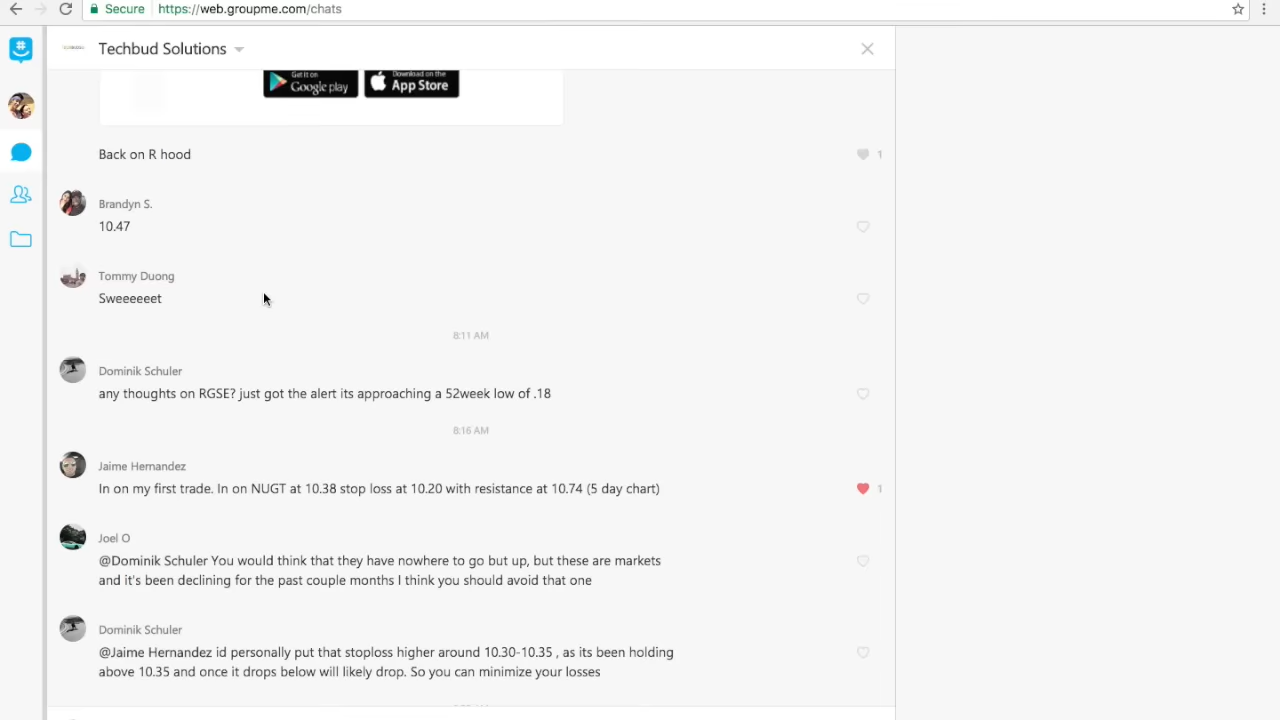 Secure https://web.groupme.com/chats
Techbud Solutions
Get it on Google play
Download on the App Store
Back on R hood
1
Brandyn S.
10.47
Tommy Duong
Sweeeeeet
8:11 AM
Dominik Schuler
any thoughts on RGSE? just got the alert its approaching a 52week low of .18
8:16 AM
Jaime Hernandez
In on my first trade. In on NUGT at 10.38 stop loss at 10.20 with resistance at 10.74 (5 day chart)
1
Joel O
@Dominik Schuler You would think that they have nowhere to go but up, but these are markets
and it's been declining for the past couple months I think you should avoid that one
Dominik Schuler
@Jaime Hernandez id personally put that stoploss higher around 10.30-10.35 , as its been holding
above 10.35 and once it drops below will likely drop. So you can minimize your losses